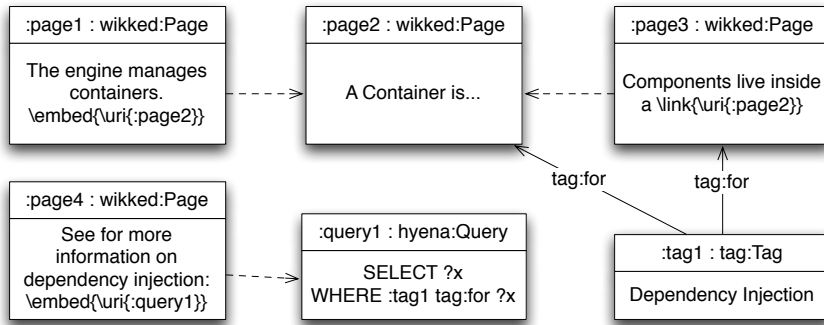 :page1 : wikked:Page
The engine manages
containers.
\embed{\uri{:page2}}
:page2 : wikked:Page
A Container is...
:page3 : wikked:Page
Components live inside
a \link{\uri{:page2}}
tag:for
tag:for
:page4 : wikked:Page
See for more
information on
dependency injection:
\embed{\uri{:query1}}
:query1 : hyena:Query
SELECT ?x
WHERE :tag1 tag:for ?x
:tag1 : tag:Tag
Dependency Injection